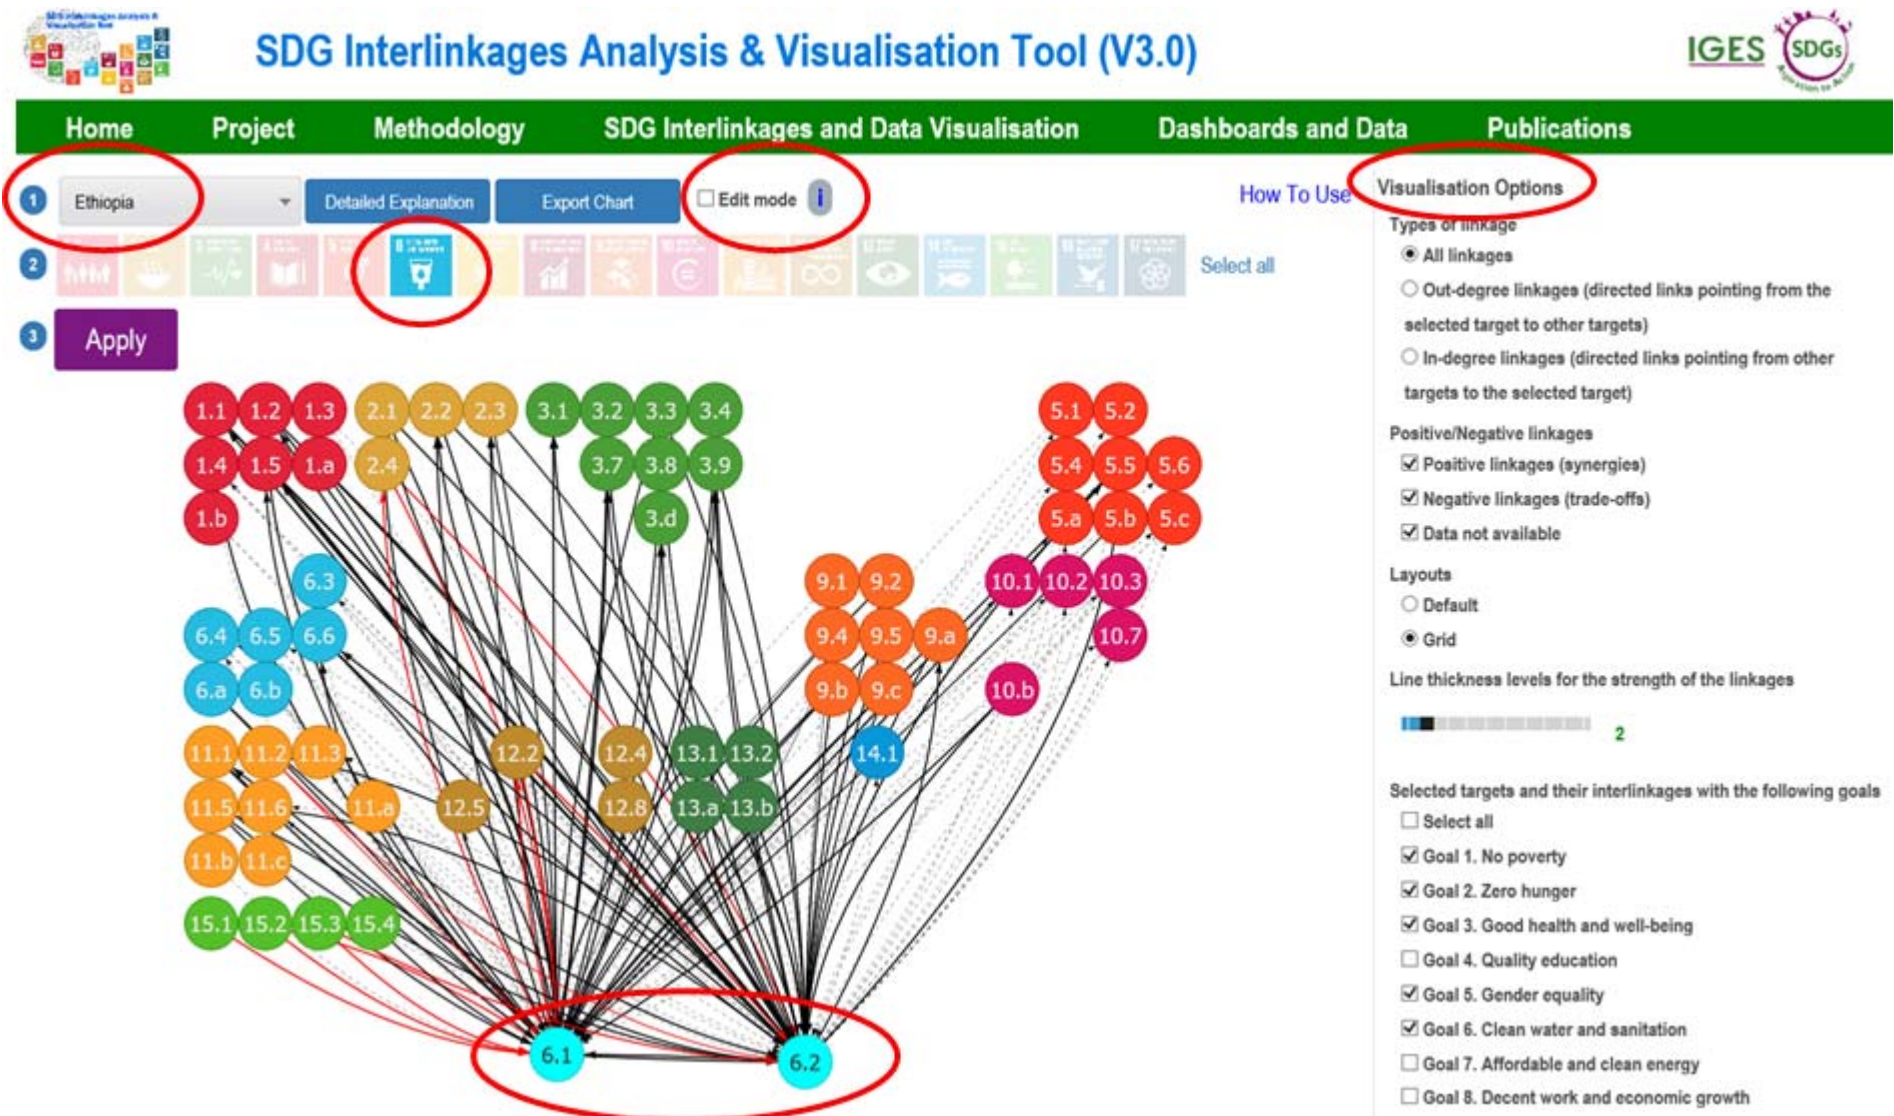 SDG Interlinkages Analysis &
Visualisation Tool
SDG Interlinkages Analysis & Visualisation Tool (V3.0)
IGES
SDGs
Home Project Methodology SDG Interlinkages and Data Visualisation Dashboards and Data Publications
1 Ethiopia Detailed Explanation Export Chart Edit mode i How To Use
2 Select all
3 Apply
1.1 1.2 1.3 2.1 2.2 2.3 3.1 3.2 3.3 3.4 5.1 5.2
1.4 1.5 1.a 2.4 3.7 3.8 3.9 5.4 5.5 5.6
1.b 3.d 5.a 5.b 5.c
6.3 9.1 9.2 10.1 10.2 10.3
6.4 6.5 6.6 9.4 9.5 9.a 10.7
6.a 6.b 9.b 9.c 10.b
11.1 11.2 11.3 12.2 12.4 13.1 13.2 14.1
11.5 11.6 11.a 12.5 12.8 13.a 13.b
11.b 11.c
15.1 15.2 15.3 15.4
6.1 6.2
Visualisation Options
Types of linkage
All linkages
Out-degree linkages (directed links pointing from the
selected target to other targets)
In-degree linkages (directed links pointing from other
targets to the selected target)
Positive/Negative linkages
Positive linkages (synergies)
Negative linkages (trade-offs)
Data not available
Layouts
Default
Grid
Line thickness levels for the strength of the linkages
2
Selected targets and their interlinkages with the following goals
Select all
Goal 1. No poverty
Goal 2. Zero hunger
Goal 3. Good health and well-being
Goal 4. Quality education
Goal 5. Gender equality
Goal 6. Clean water and sanitation
Goal 7. Affordable and clean energy
Goal 8. Decent work and economic growth